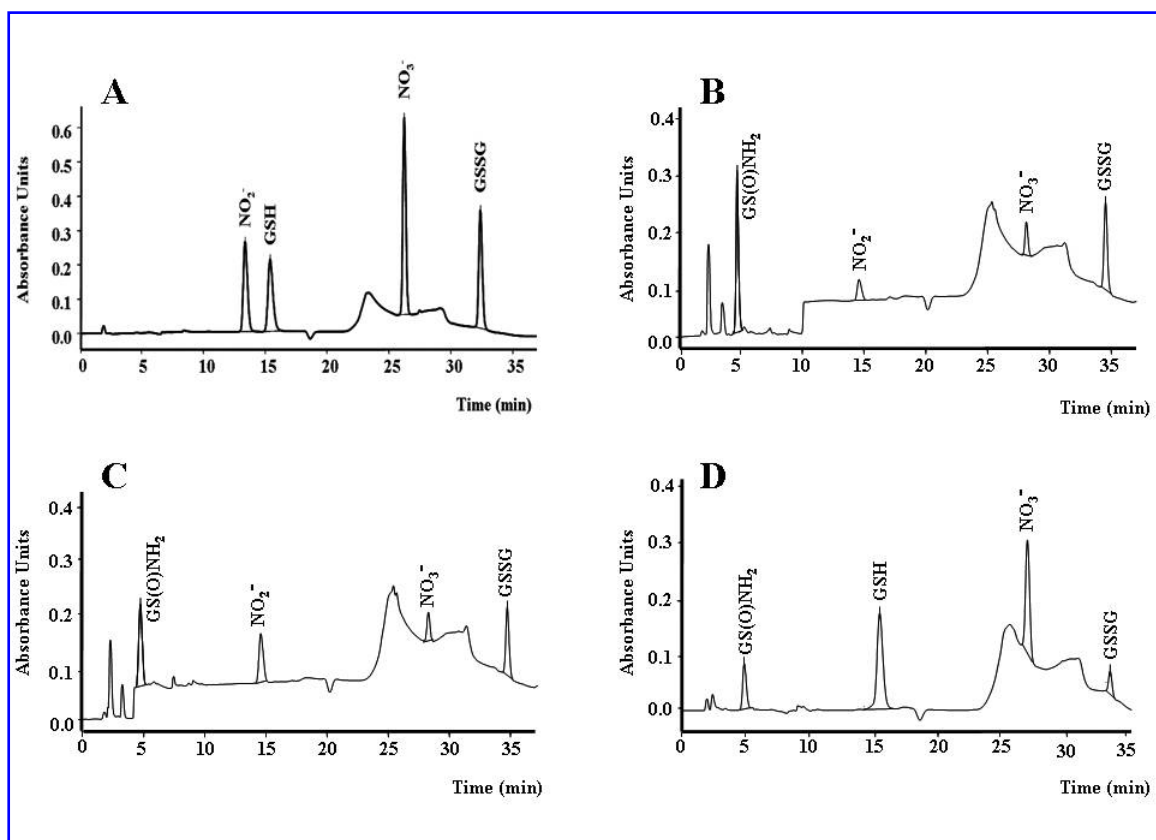 A
Absorbance Units
0.6
0.5
0.4
0.3
0.2
0.1
0.0
NO2-
GSH
NO3-
GSSG
0 5 10 15 20 25 30 35
Time (min)
B
Absorbance Units
0.4
0.3
0.2
0.1
0.0
GS(O)NH2
NO2-
NO3-
GSSG
0 5 10 15 20 25 30 35
Time (min)
C
Absorbance Units
0.4
0.3
0.2
0.1
0.0
GS(O)NH2
NO2-
NO3-
GSSG
0 5 10 15 20 25 30 35
Time (min)
D
Absorbance Units
0.4
0.3
0.2
0.1
0.0
GS(O)NH2
GSH
NO3-
GSSG
0 5 10 15 20 25 30 35
Time (min)